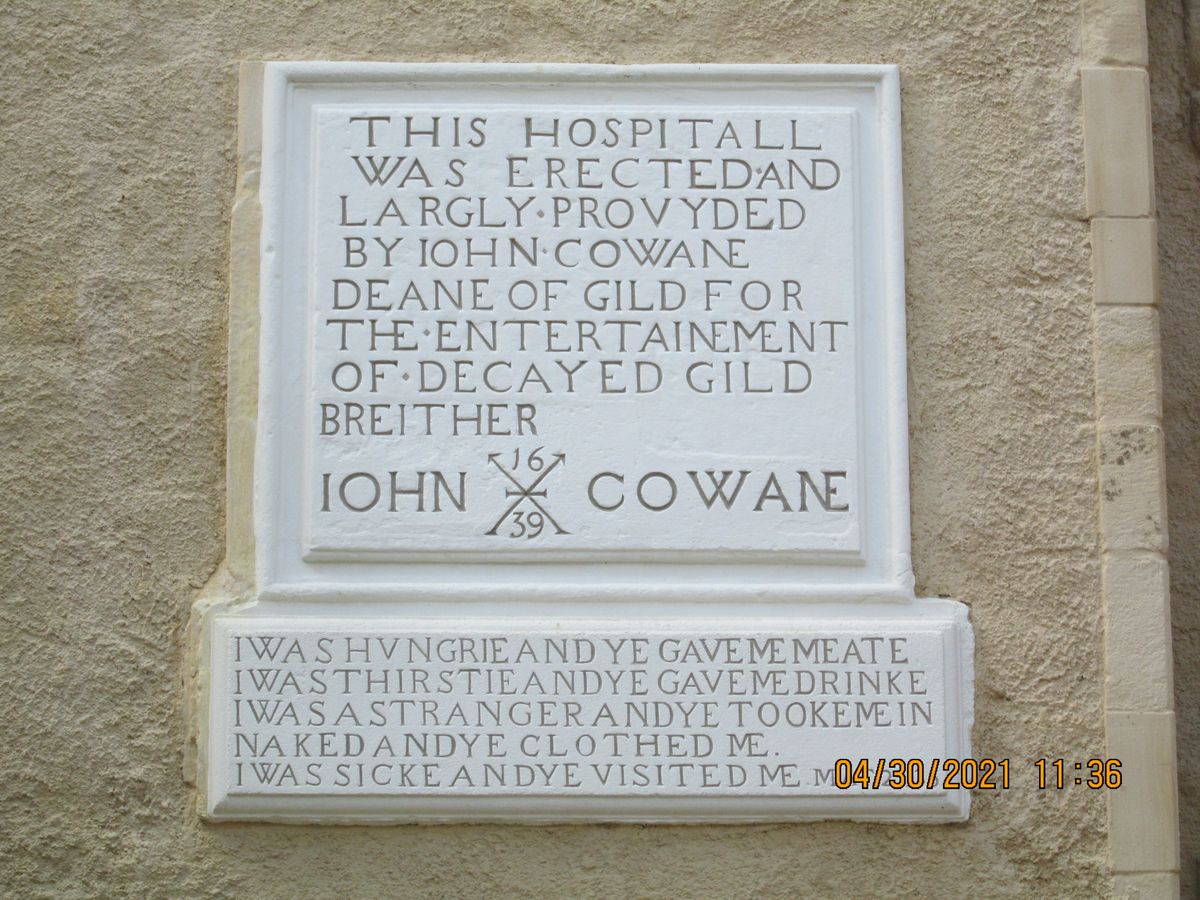 THIS HOSPITALL
WAS ERECTED·AND
LARGLY·PROVYDED
BY IOHN·COWANE
DEANE OF GILD FOR
THE·ENTERTAINEMENT
OF·DECAYED GILD
BREITHER
IOHN 16 39 COWANE
I WAS HVNGRIE AND YE GAVE ME MEATE
I WAS THIRSTIE AND YE GAVE ME DRINKE
I WAS A STRANGER AND YE TOOKE ME IN
NAKED AND YE CLOTHED ME.
I WAS SICKE AND YE VISITED ME.
04/30/2021 11:36